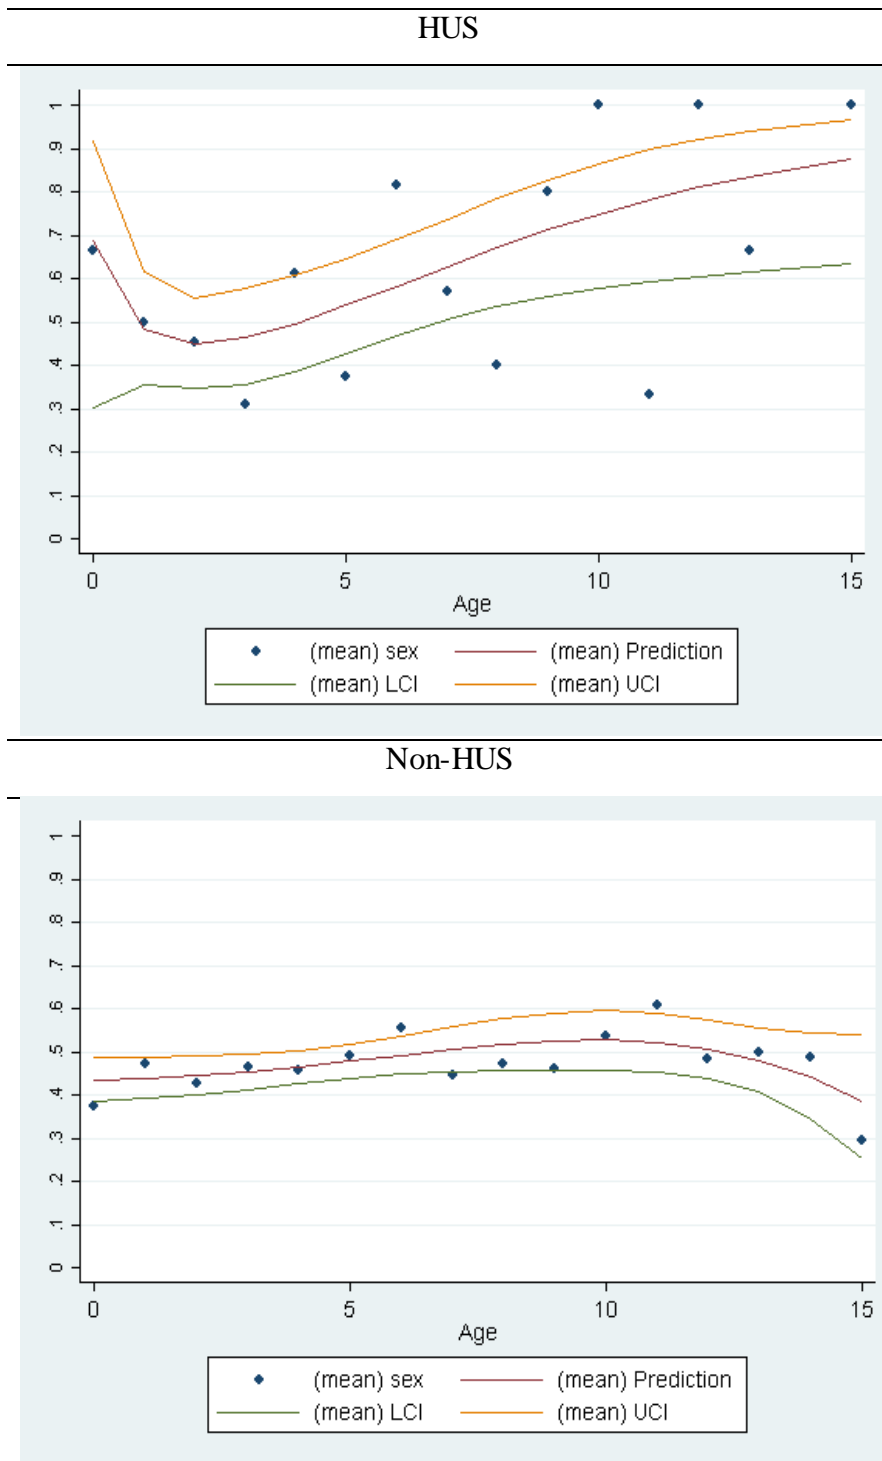 HUS
1
.9
.8
.7
.6
.5
.4
.3
.2
.1
0
0 5 10 15
Age
(mean) sex (mean) Prediction
(mean) LCI (mean) UCI
Non-HUS
1
.9
.8
.7
.6
.5
.4
.3
.2
.1
0
0 5 10 15
Age
(mean) sex (mean) Prediction
(mean) LCI (mean) UCI